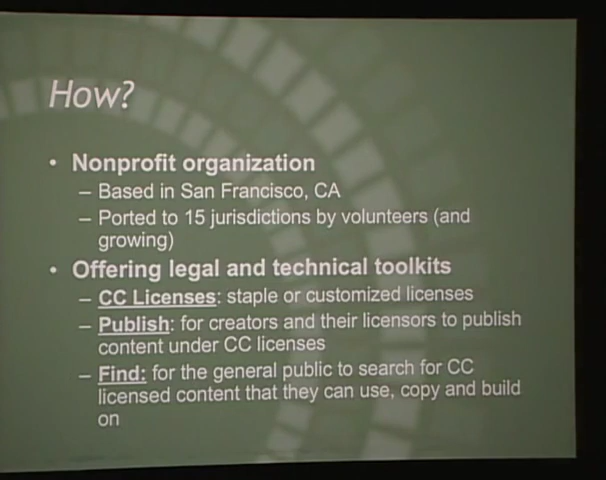 How?
• Nonprofit organization
– Based in San Francisco, CA
– Ported to 15 jurisdictions by volunteers (and
growing)
• Offering legal and technical toolkits
– CC Licenses: staple or customized licenses
– Publish: for creators and their licensors to publish
content under CC licenses
– Find: for the general public to search for CC
licensed content that they can use, copy and build
on